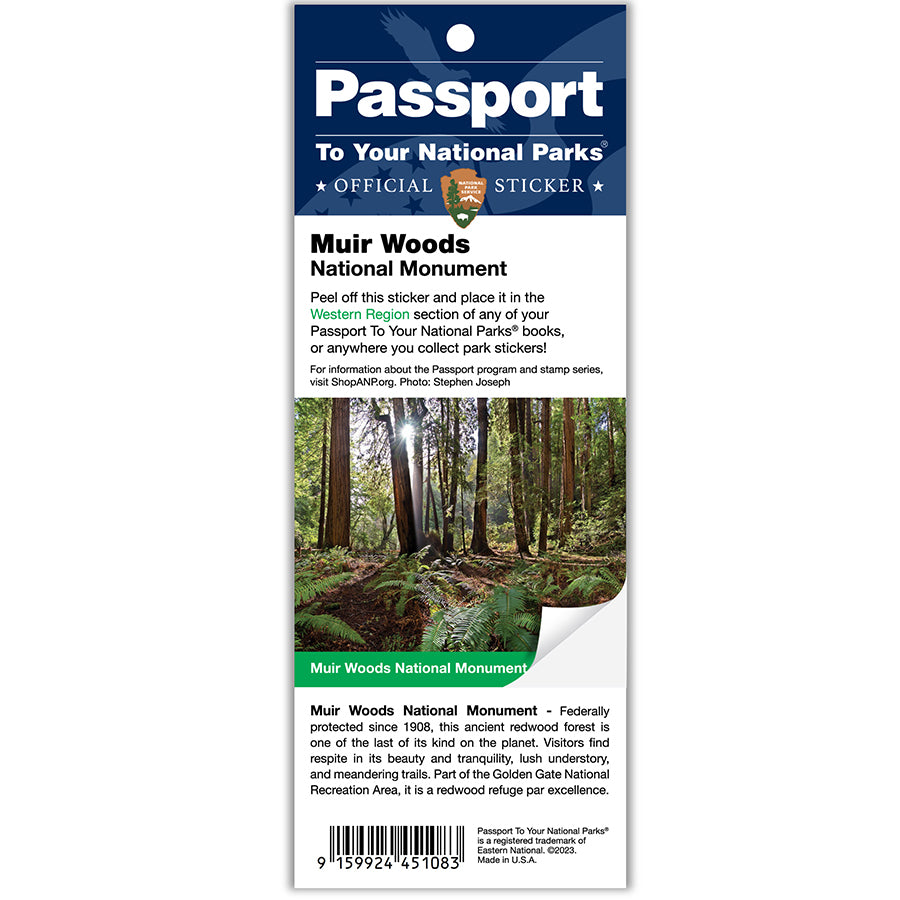 Passport
To Your National Parks®
★ OFFICIAL STICKER ★
NATIONAL
PARK
SERVICE
Muir Woods
National Monument
Peel off this sticker and place it in the
Western Region section of any of your
Passport To Your National Parks® books,
or anywhere you collect park stickers!
For information about the Passport program and stamp series,
visit ShopANP.org. Photo: Stephen Joseph
Muir Woods National Monument
Muir Woods National Monument - Federally
protected since 1908, this ancient redwood forest is
one of the last of its kind on the planet. Visitors find
respite in its beauty and tranquility, lush understory,
and meandering trails. Part of the Golden Gate National
Recreation Area, it is a redwood refuge par excellence.
9 159924 451083
Passport To Your National Parks®
is a registered trademark of
Eastern National. ©2023.
Made in U.S.A.